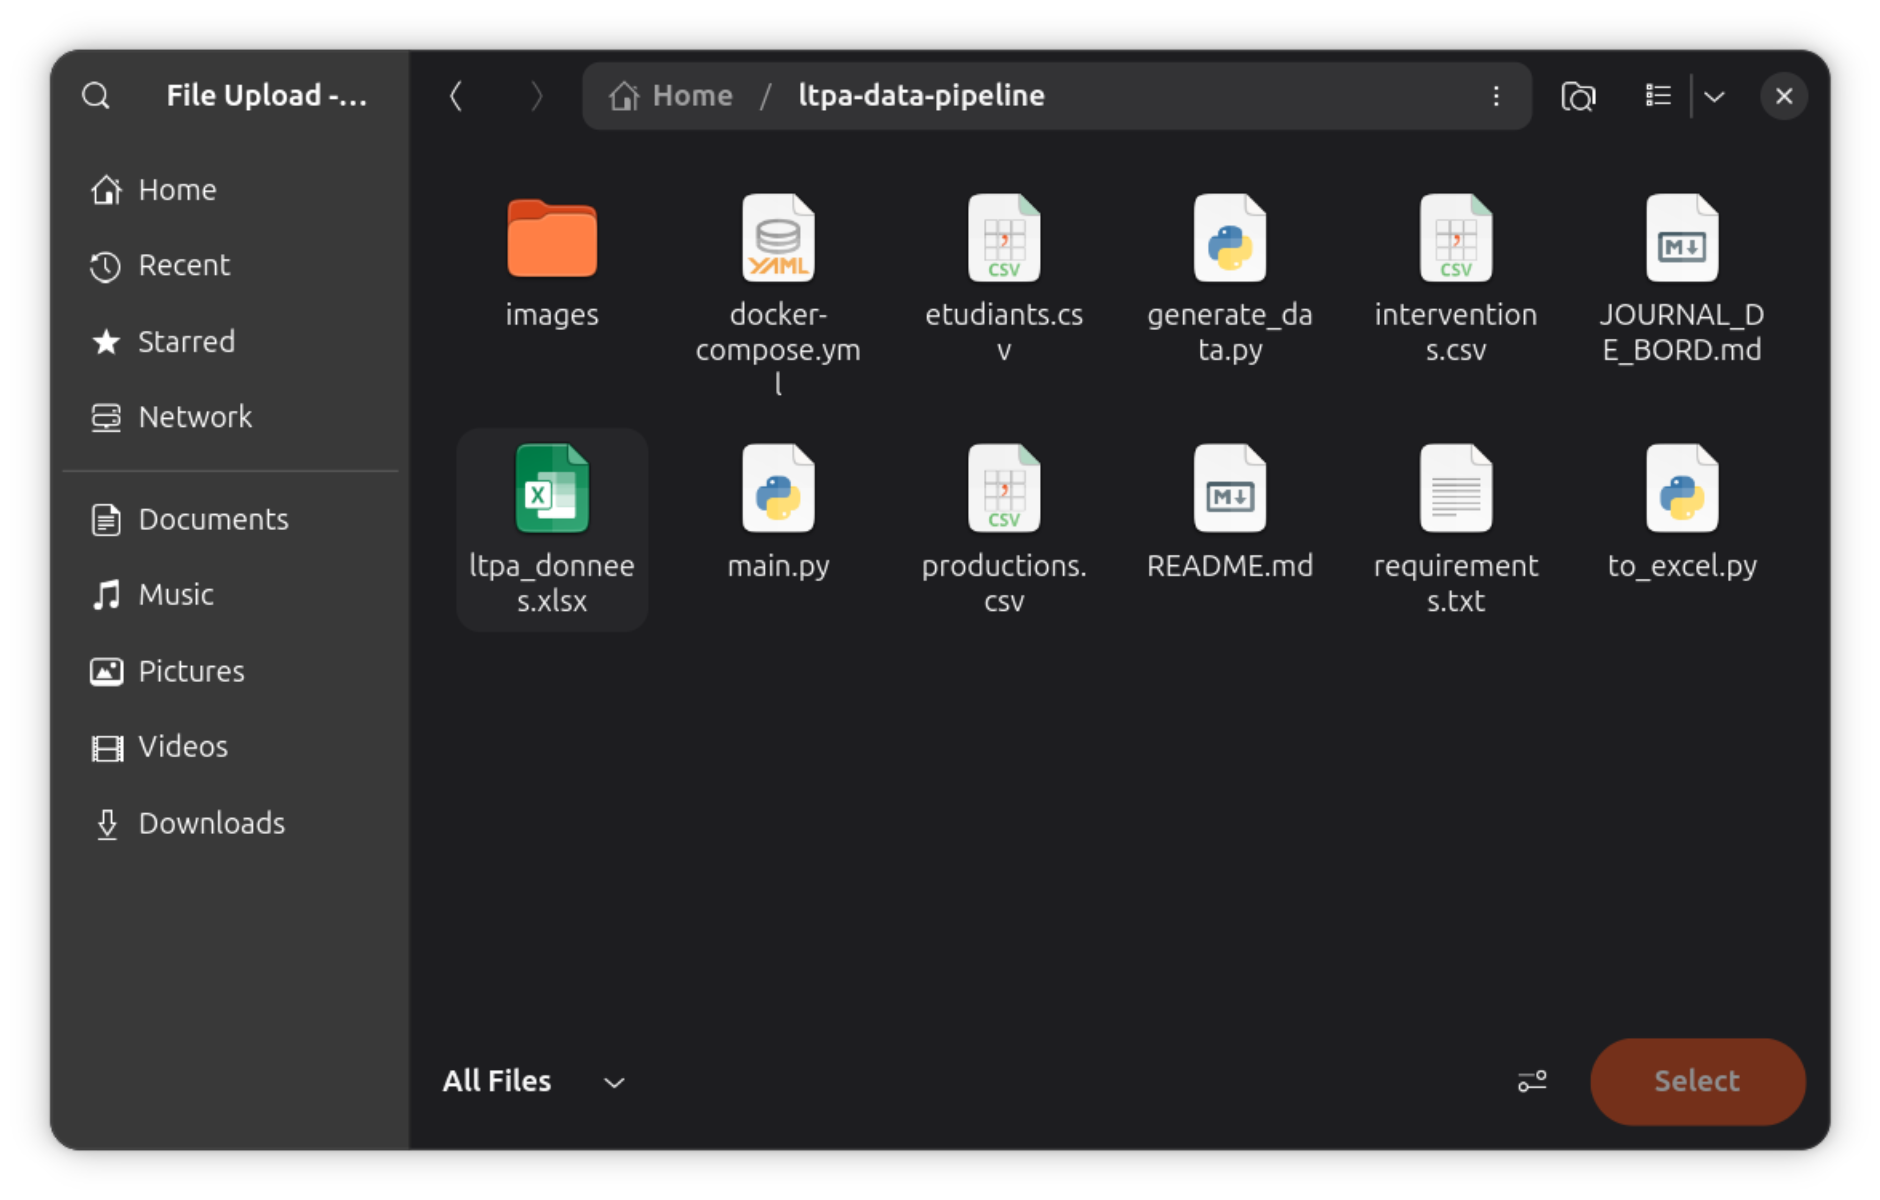 File Upload -...
Home / ltpa-data-pipeline
Home
Recent
Starred
Network
Documents
Music
Pictures
Videos
Downloads
images
YAML
docker-
compose.ym
l
CSV
etudiants.cs
v
generate_da
ta.py
CSV
intervention
s.csv
M
JOURNAL_D
E_BORD.md
X
ltpa_donnee
s.xlsx
main.py
CSV
productions.
csv
M
README.md
requirement
s.txt
to_excel.py
All Files
Select